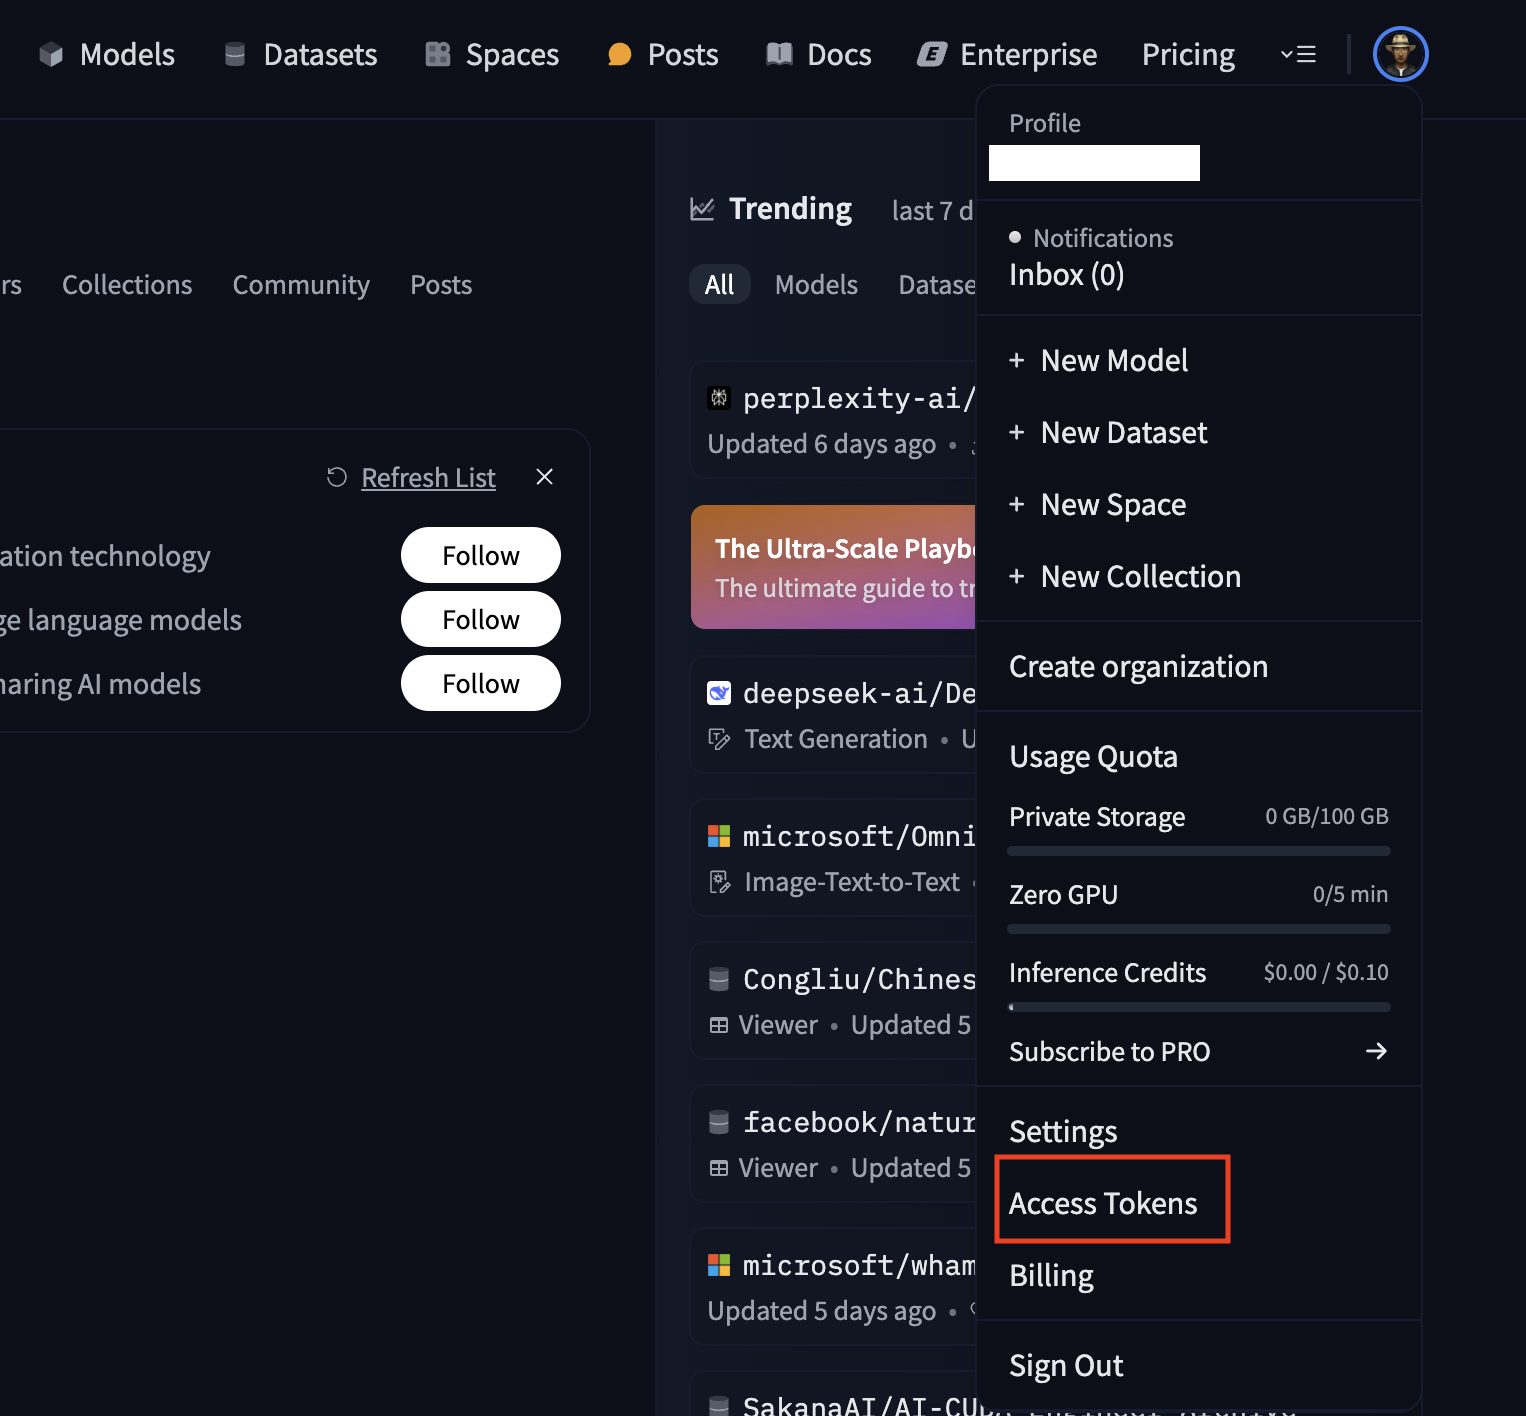 Models Datasets Spaces Posts Docs Enterprise Pricing
Profile
Trending last 7 d
Notifications
Inbox (0)
rs Collections Community Posts
All Models Datase
+ New Model
+ New Dataset
+ New Space
+ New Collection
perplexity-ai/
Updated 6 days ago •
Refresh List
ation technology Follow
ge language models Follow
haring AI models Follow
The Ultra-Scale Playbo
The ultimate guide to tr
Create organization
deepseek-ai/De
Text Generation • U
Usage Quota
Private Storage 0 GB/100 GB
Zero GPU 0/5 min
Inference Credits $0.00 / $0.10
Subscribe to PRO →
microsoft/Omni
Image-Text-to-Text
Congliu/Chines
Viewer • Updated 5
facebook/natur
Viewer • Updated 5
Settings
Access Tokens
Billing
microsoft/wham
Updated 5 days ago •
Sign Out
SakanaAI/AI-CUDA